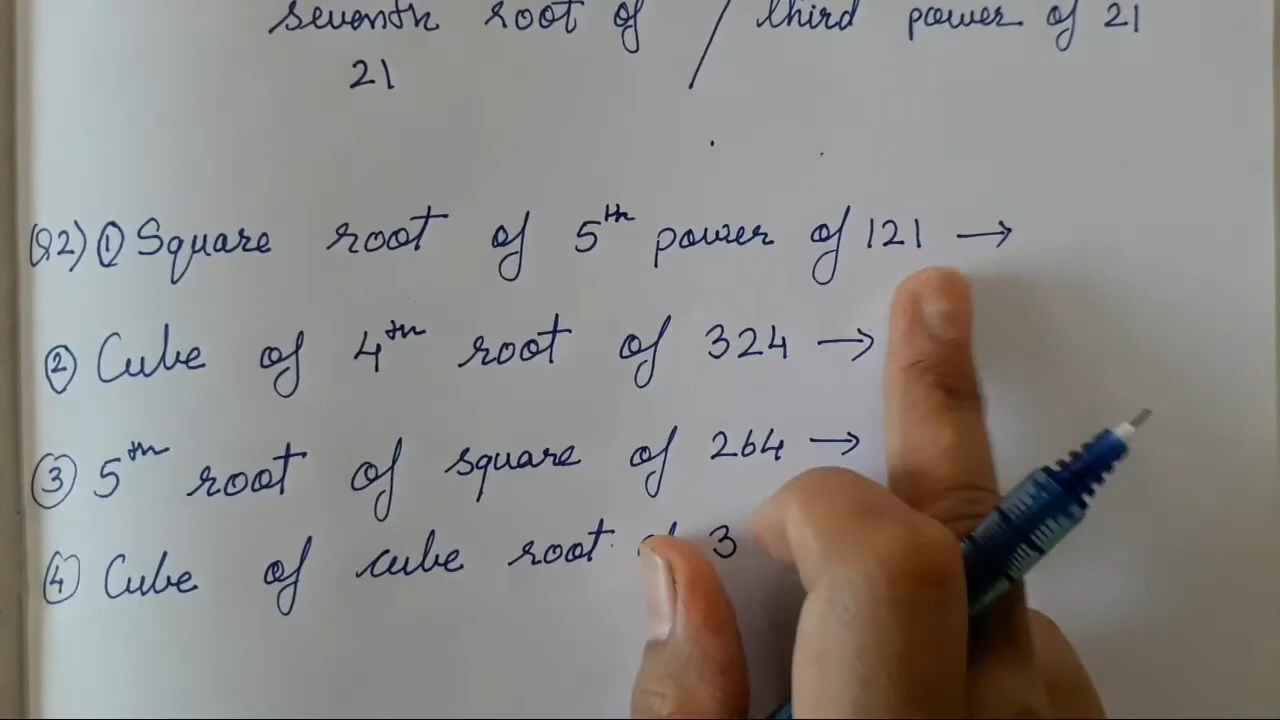 seventh root of / third power of 21
21
Q2) ① Square root of 5th power of 121 →
② Cube of 4th root of 324 →
③ 5th root of square of 264 →
④ Cube of cube root of 3